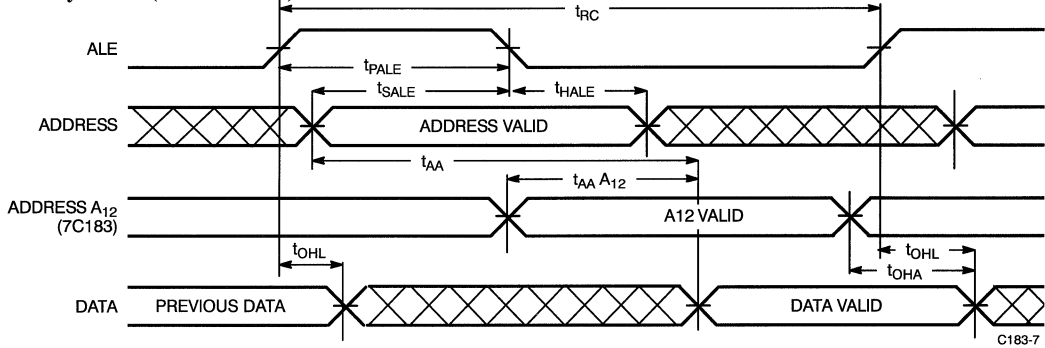 tRC
ALE
tPALE
tSALE
tHALE
ADDRESS
ADDRESS VALID
tAA
tAA A12
ADDRESS A12
(7C183)
A12 VALID
tOHL
tOHL
tOHA
DATA
PREVIOUS DATA
DATA VALID
C183-7